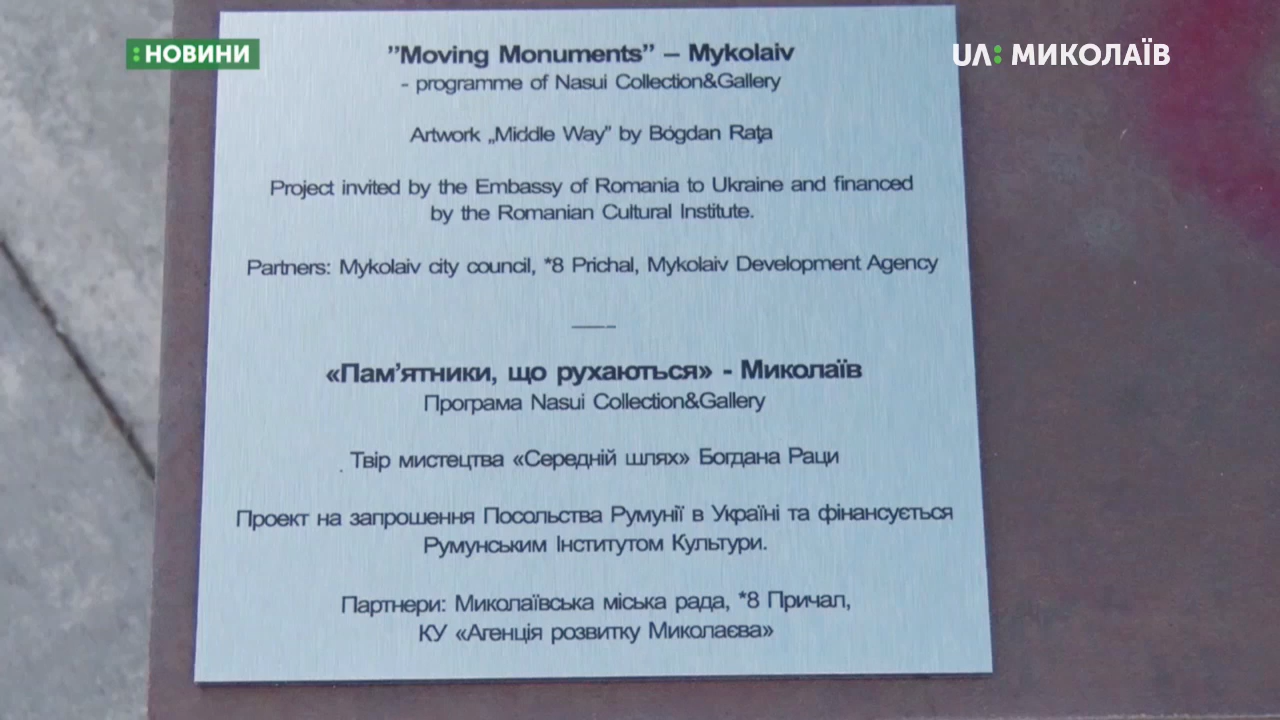 :НОВИНИ
UA: МИКОЛАЇВ
”Moving Monuments” – Mykolaiv
- programme of Nasui Collection&Gallery
Artwork „Middle Way” by Bógdan Raţa
Project invited by the Embassy of Romania to Ukraine and financed
by the Romanian Cultural Institute.
Partners: Mykolaiv city council, *8 Prichal, Mykolaiv Development Agency
«Пам’ятники, що рухаються» - Миколаїв
Програма Nasui Collection&Gallery
Твір мистецтва «Середній шлях» Богдана Раци
Проект на запрошення Посольства Румунії в Україні та фінансується
Румунським Інститутом Культури.
Партнери: Миколаївська міська рада, *8 Причал,
КУ «Агенція розвитку Миколаєва»